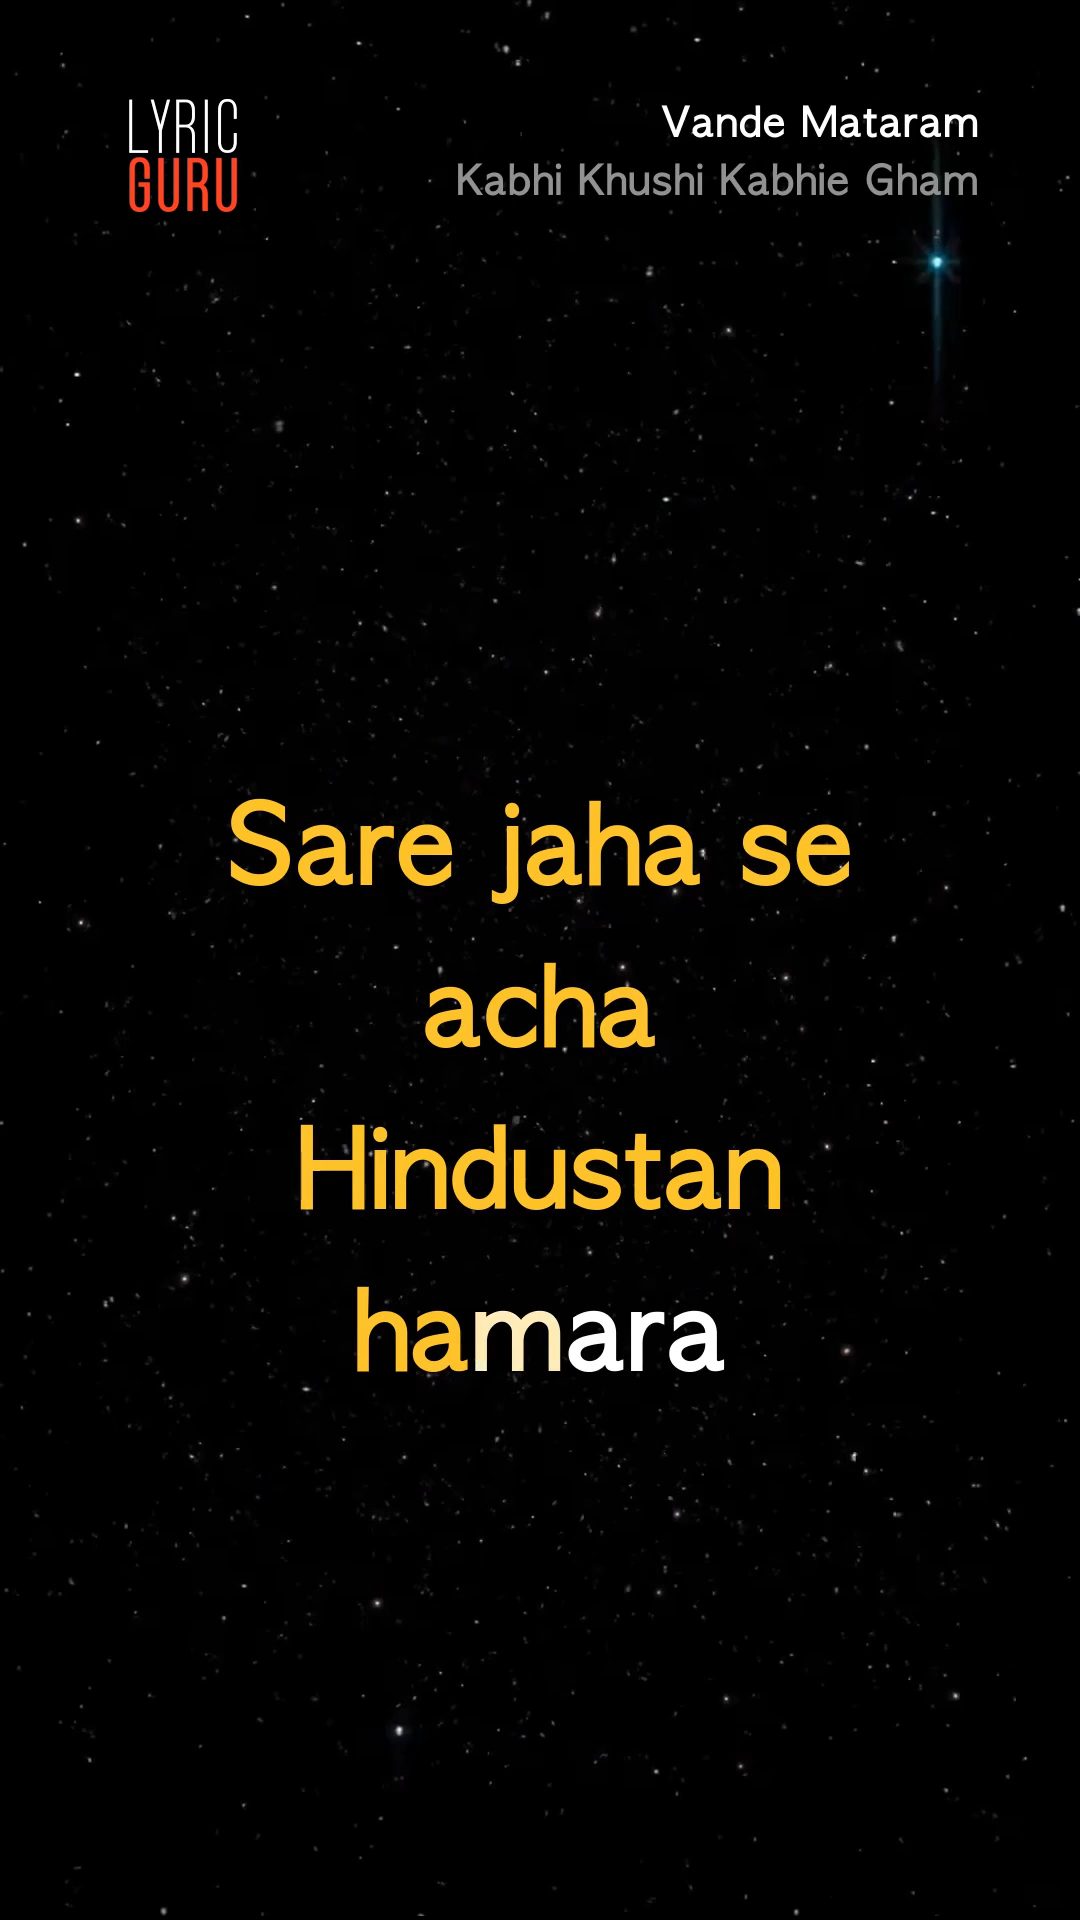 LYRIC
GURU
Vande Mataram
Kabhi Khushi Kabhie Gham
Sare jaha se
acha
Hindustan
hamara